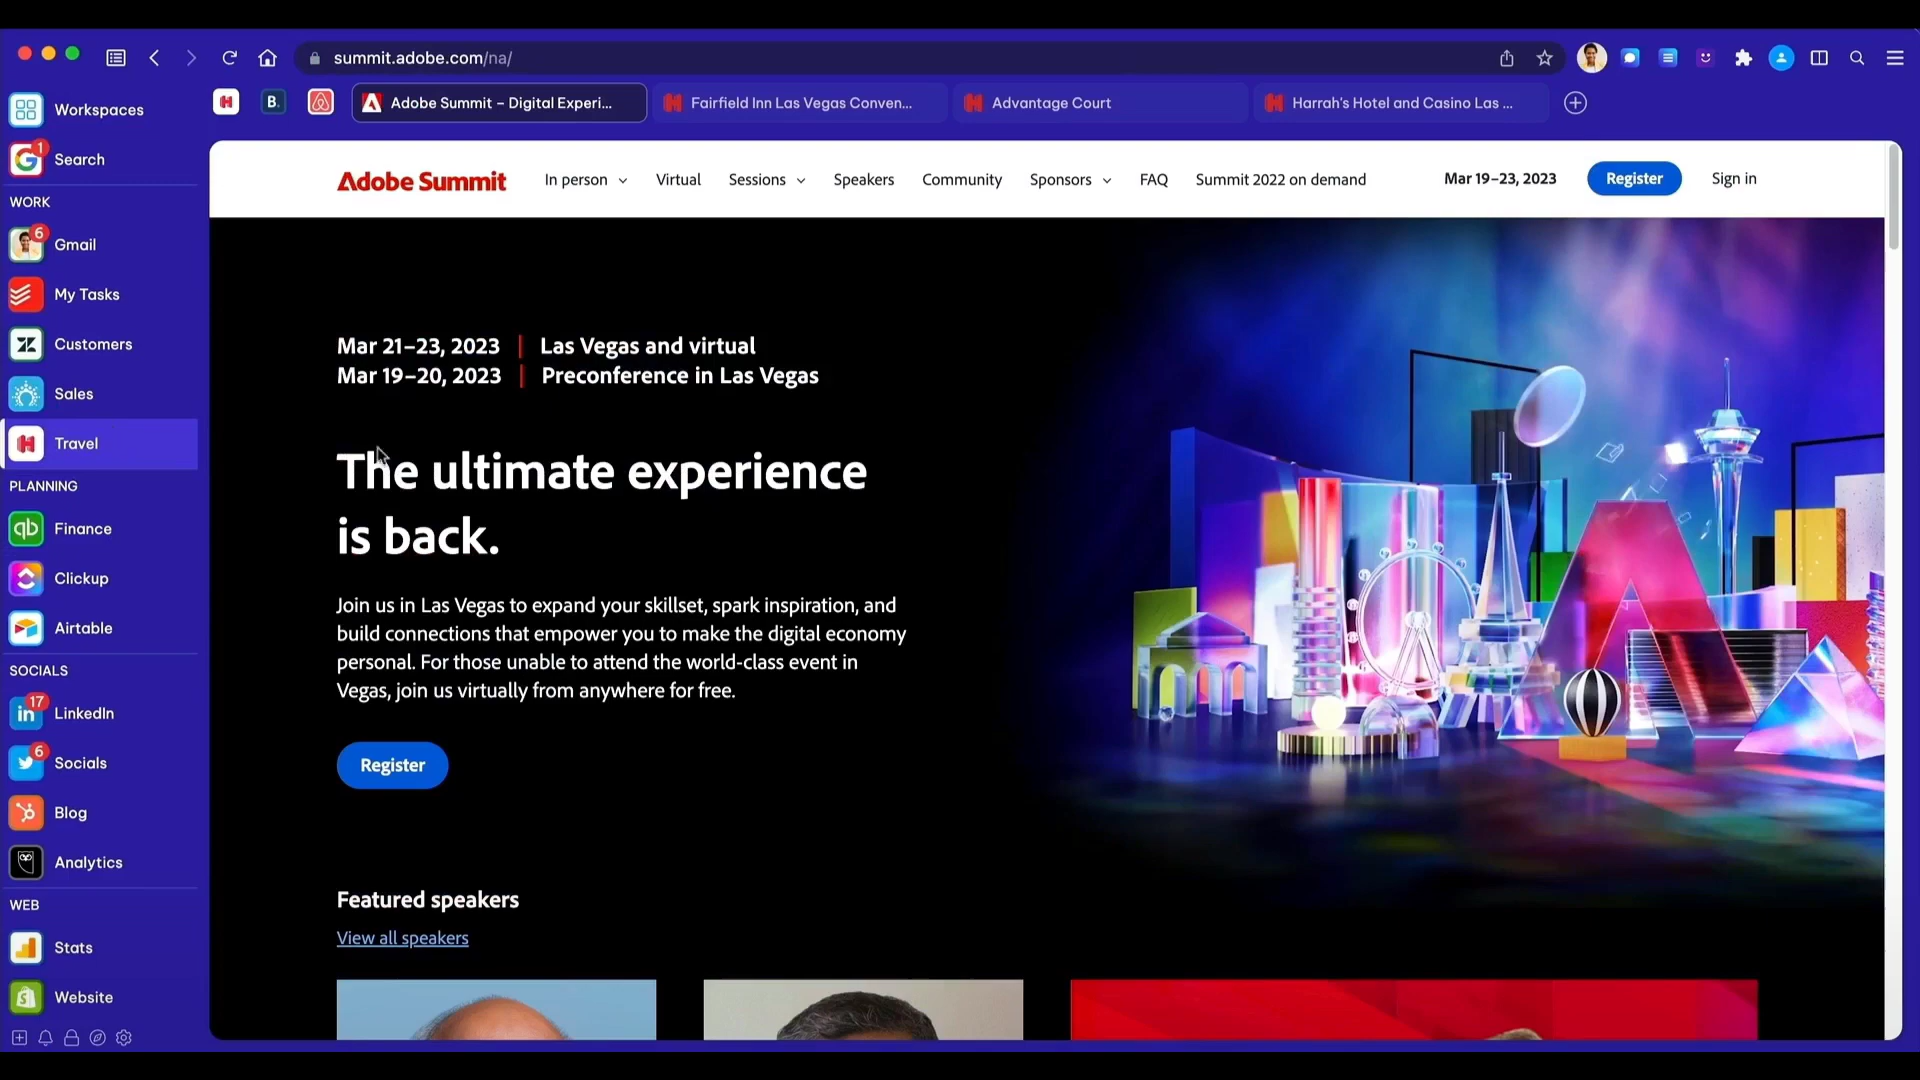 summit.adobe.com/na/
B.
Adobe Summit – Digital Experi...
Fairfield Inn Las Vegas Conven...
Advantage Court
Harrah's Hotel and Casino Las ...
Workspaces
1
Search
WORK
6
Gmail
My Tasks
Customers
Sales
Travel
PLANNING
qb
Finance
Clickup
Airtable
SOCIALS
17
in
LinkedIn
6
Socials
Blog
Analytics
WEB
Stats
Website
Adobe Summit
In person
Virtual
Sessions
Speakers
Community
Sponsors
FAQ
Summit 2022 on demand
Mar 19–23, 2023
Register
Sign in
Mar 21–23, 2023 | Las Vegas and virtual
Mar 19–20, 2023 | Preconference in Las Vegas
The ultimate experience
is back.
Join us in Las Vegas to expand your skillset, spark inspiration, and
build connections that empower you to make the digital economy
personal. For those unable to attend the world-class event in
Vegas, join us virtually from anywhere for free.
Register
Featured speakers
View all speakers